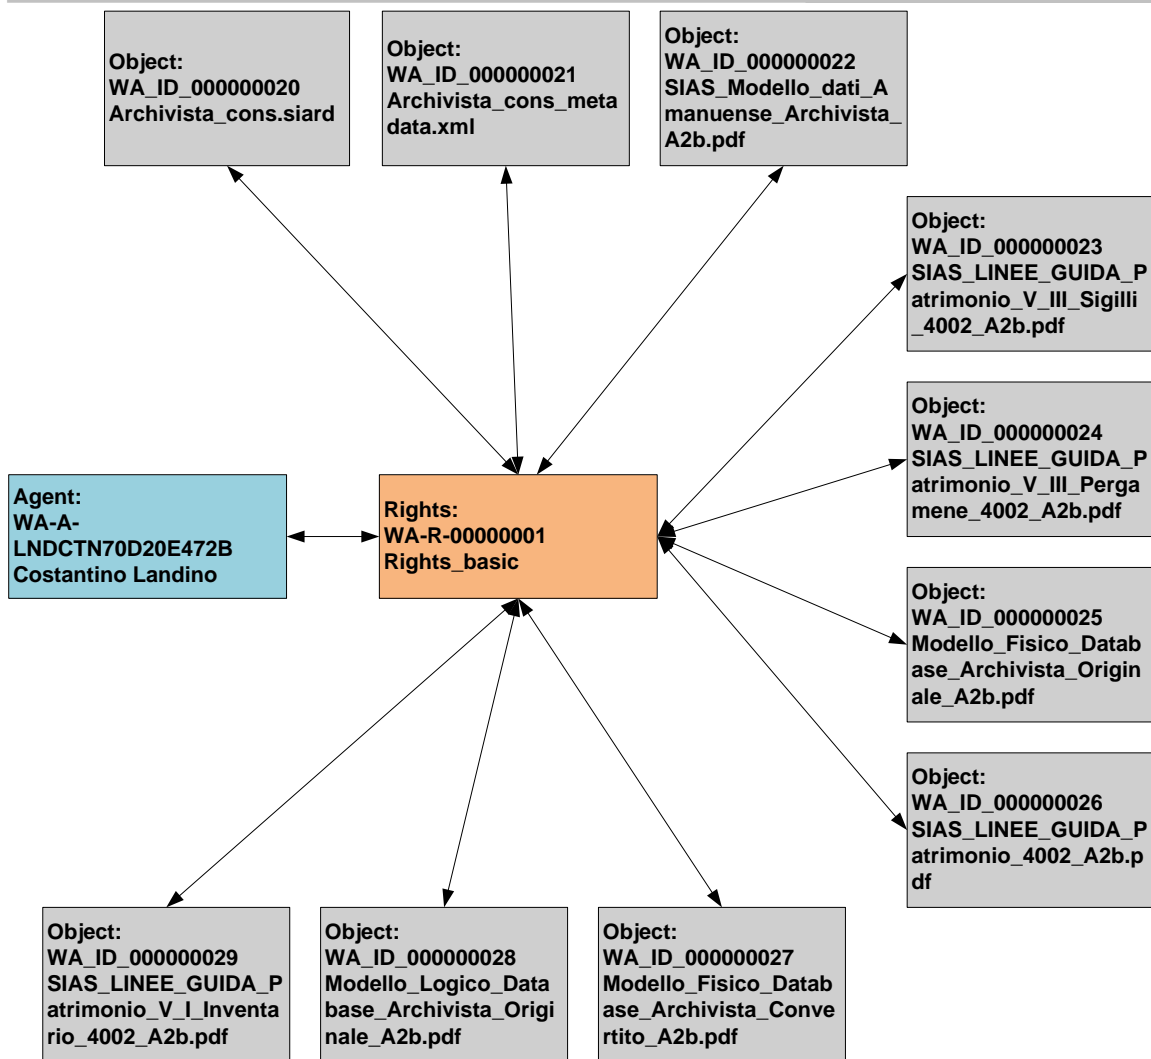 Object:
WA_ID_000000020
Archivista_cons.siard
Object:
WA_ID_000000021
Archivista_cons_meta
data.xml
Object:
WA_ID_000000022
SIAS_Modello_dati_A
manuense_Archivista_
A2b.pdf
Object:
WA_ID_000000023
SIAS_LINEE_GUIDA_P
atrimonio_V_III_Sigilli
_4002_A2b.pdf
Object:
WA_ID_000000024
SIAS_LINEE_GUIDA_P
atrimonio_V_III_Perga
mene_4002_A2b.pdf
Agent:
WA-A-
LNDCTN70D20E472B
Costantino Landino
Rights:
WA-R-00000001
Rights_basic
Object:
WA_ID_000000025
Modello_Fisico_Datab
ase_Archivista_Origin
ale_A2b.pdf
Object:
WA_ID_000000026
SIAS_LINEE_GUIDA_P
atrimonio_4002_A2b.p
df
Object:
WA_ID_000000029
SIAS_LINEE_GUIDA_P
atrimonio_V_I_Inventa
rio_4002_A2b.pdf
Object:
WA_ID_000000028
Modello_Logico_Data
base_Archivista_Origi
nale_A2b.pdf
Object:
WA_ID_000000027
Modello_Fisico_Datab
ase_Archivista_Conve
rtito_A2b.pdf